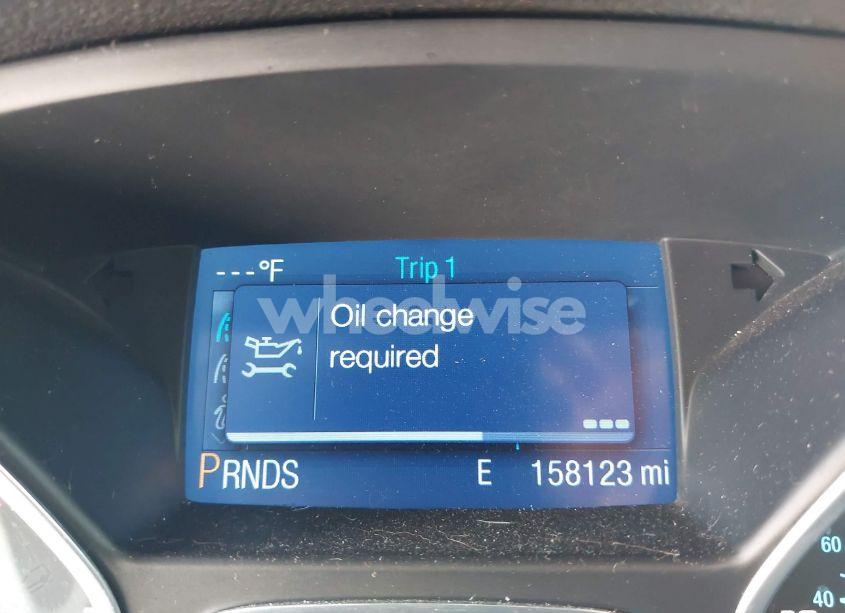 ---°F
Trip 1
wheelwise
Oil change
required
PRNDS
E
158123 mi
60
40